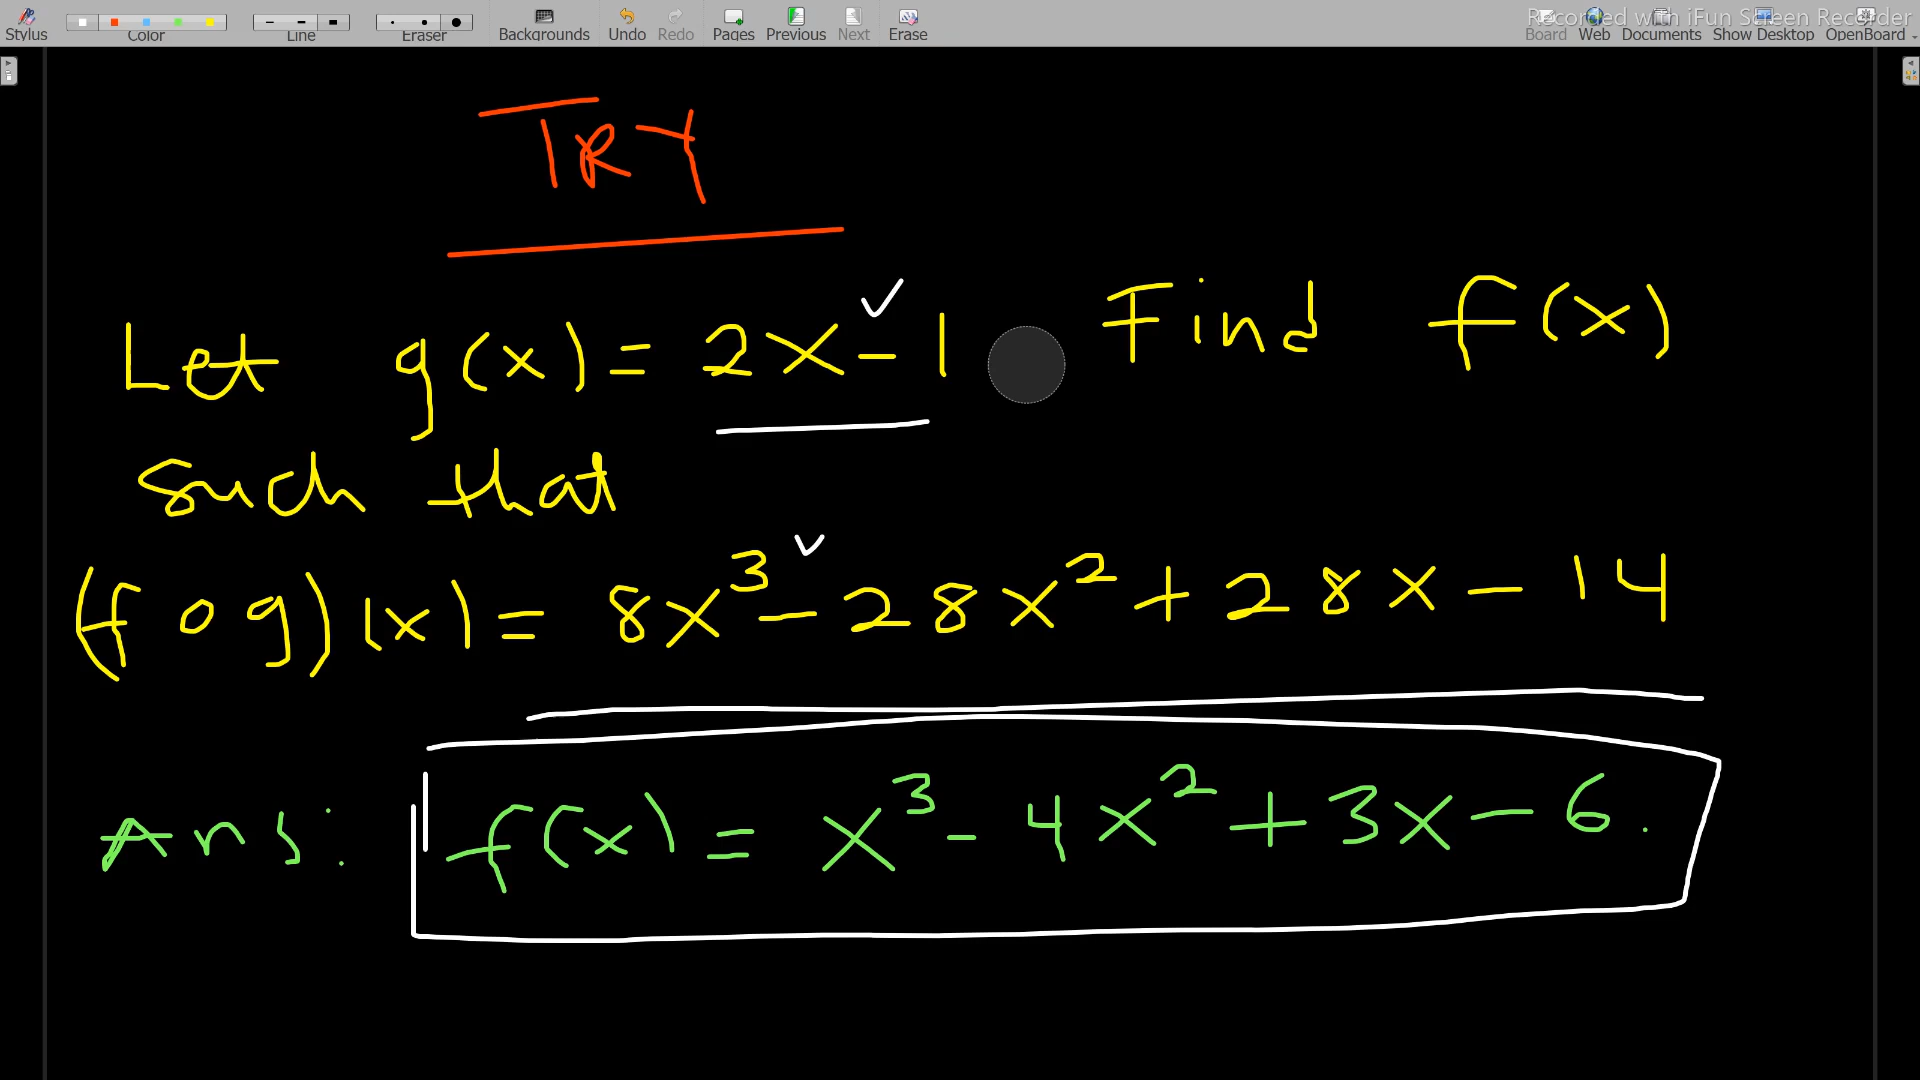 Recorded with iFun Screen Recorder
Stylus Color Line Eraser Backgrounds Undo Redo Pages Previous Next Erase Board Web Documents Show Desktop OpenBoard
TRY
Let g(x) = 2x - 1 Find f(x)
such that
(f o g)(x) = 8x³ - 28x² + 28x - 14
Ans: f(x) = x³ - 4x² + 3x - 6.